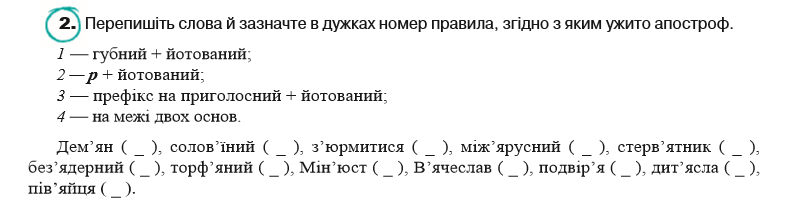 2. Перепишіть слова й зазначте в дужках номер правила, згідно з яким ужито апостроф.
1 — губний + йотований;
2 — р + йотований;
3 — префікс на приголосний + йотований;
4 — на межі двох основ.
Дем’ян ( _ ), солов’їний ( _ ), з’юрмитися ( _ ), між’ярусний ( _ ), стерв’ятник ( _ ),
без’ядерний ( _ ), торф’яний ( _ ), Мін’юст ( _ ), В’ячеслав ( _ ), подвір’я ( _ ), дит’ясла ( _ ),
пів’яйця ( _ ).